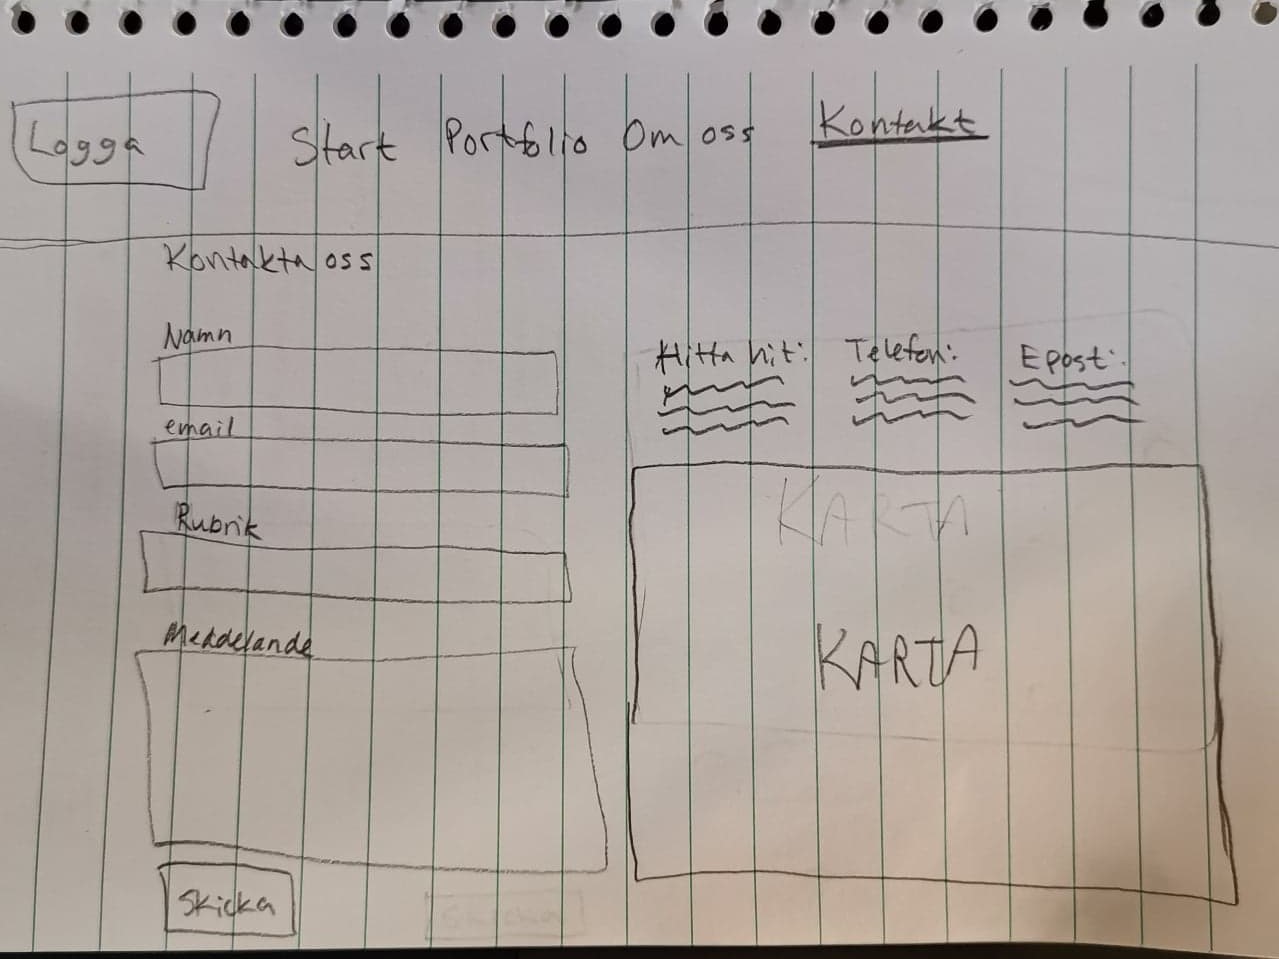 Logga
Start Portfolio Om oss Kontakt
Kontakta oss
Namn
email
Rubrik
Meddelande
Skicka
Skicka
Hitta hit: Telefon: Epost:
KARTA
KARTA